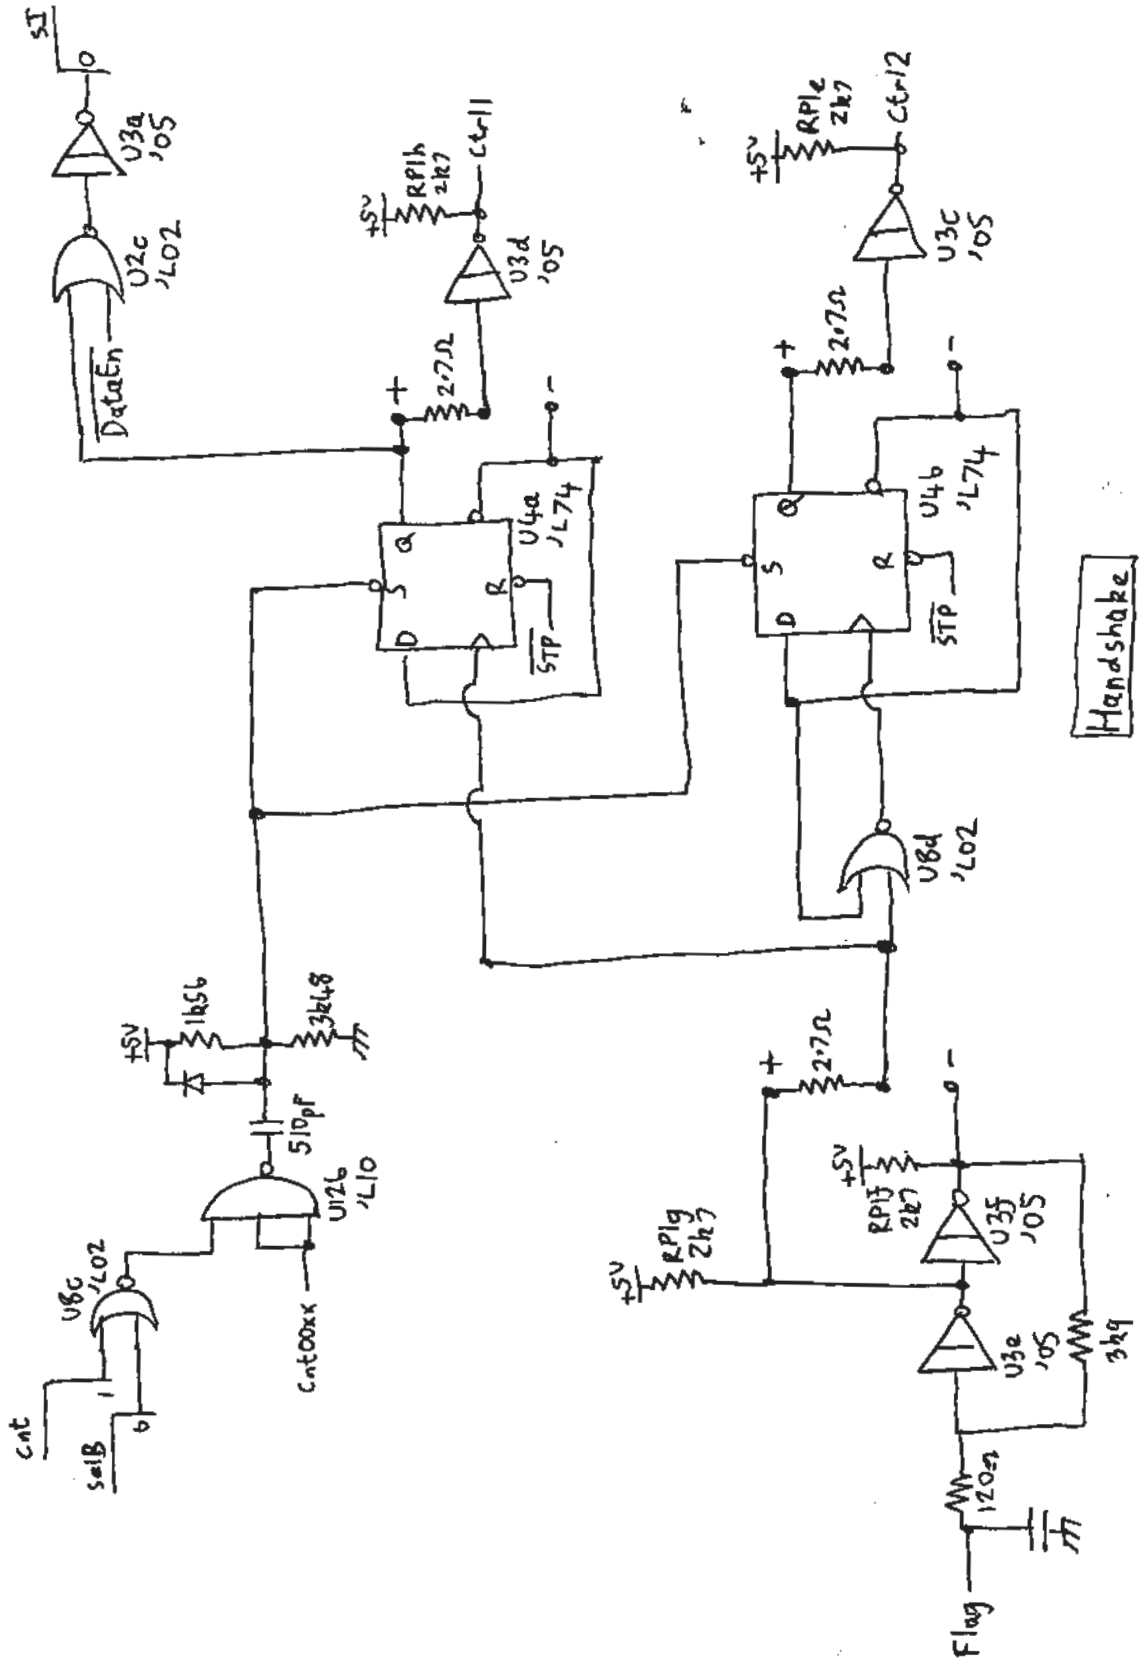 SI
0
U3a
'05
U2c
'L02
DataEn
+5V
RP1h
2k7
Ctrl1
U3d
'05
+
2.7Ω
-
Q
S
D
R
U4a
'L74
STP
+5V
RP1e
2k7
Ctrl2
U3c
'05
+
2.7Ω
-
Q
S
D
R
U4b
'L74
STP
U8d
'L02
Cnt
1
selB
6
U8c
'L02
Cnt00xx
U12b
'L10
510pF
+5V
1k56
3k48
+
2.7Ω
-
+5V
RP1g
2k7
+5V
RP1f
2k7
U3f
'05
U3e
'05
3k9
120Ω
Flag
Handshake